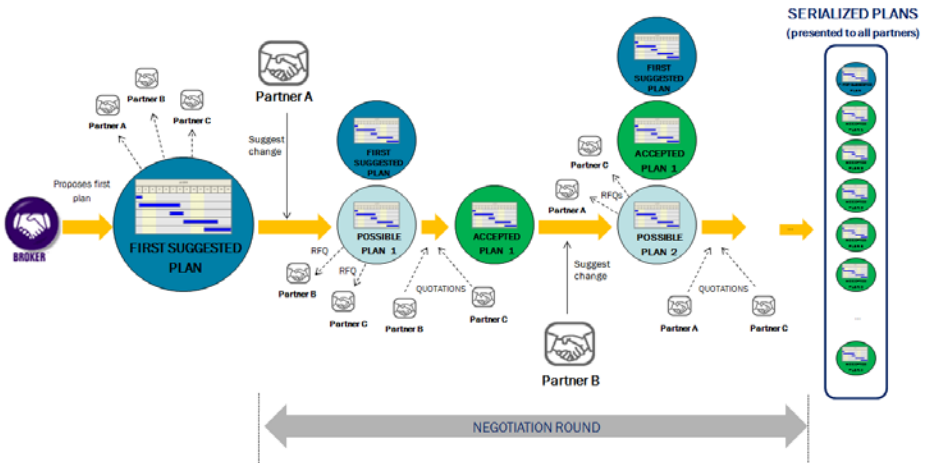 SERIALIZED PLANS
(presented to all partners)
Partner A
Partner B
Partner C
Partner A
Proposes first
plan
BROKER
FIRST SUGGESTED
PLAN
Suggest
change
FIRST
SUGGESTED
PLAN
POSSIBLE
PLAN 1
RFQ
RFQ
Partner B
Partner C
QUOTATIONS
Partner B
Partner C
ACCEPTED
PLAN 1
Suggest
change
Partner B
FIRST
SUGGESTED
PLAN
ACCEPTED
PLAN 1
Partner C
RFQs
Partner A
POSSIBLE
PLAN 2
QUOTATIONS
Partner A
Partner C
...
...
NEGOTIATION ROUND